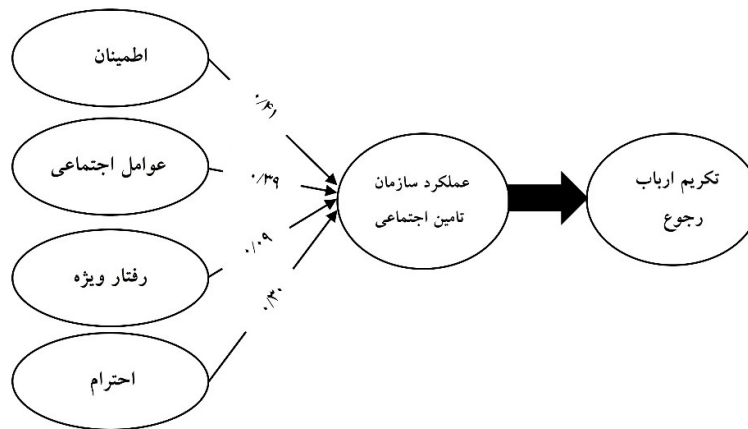 اطمینان
۰/۴۱
عوامل اجتماعی
۰/۳۹
رفتار ویژه
۰/۰۹
احترام
۰/۳۰
عملکرد سازمان
تامین اجتماعی
تکریم ارباب
رجوع